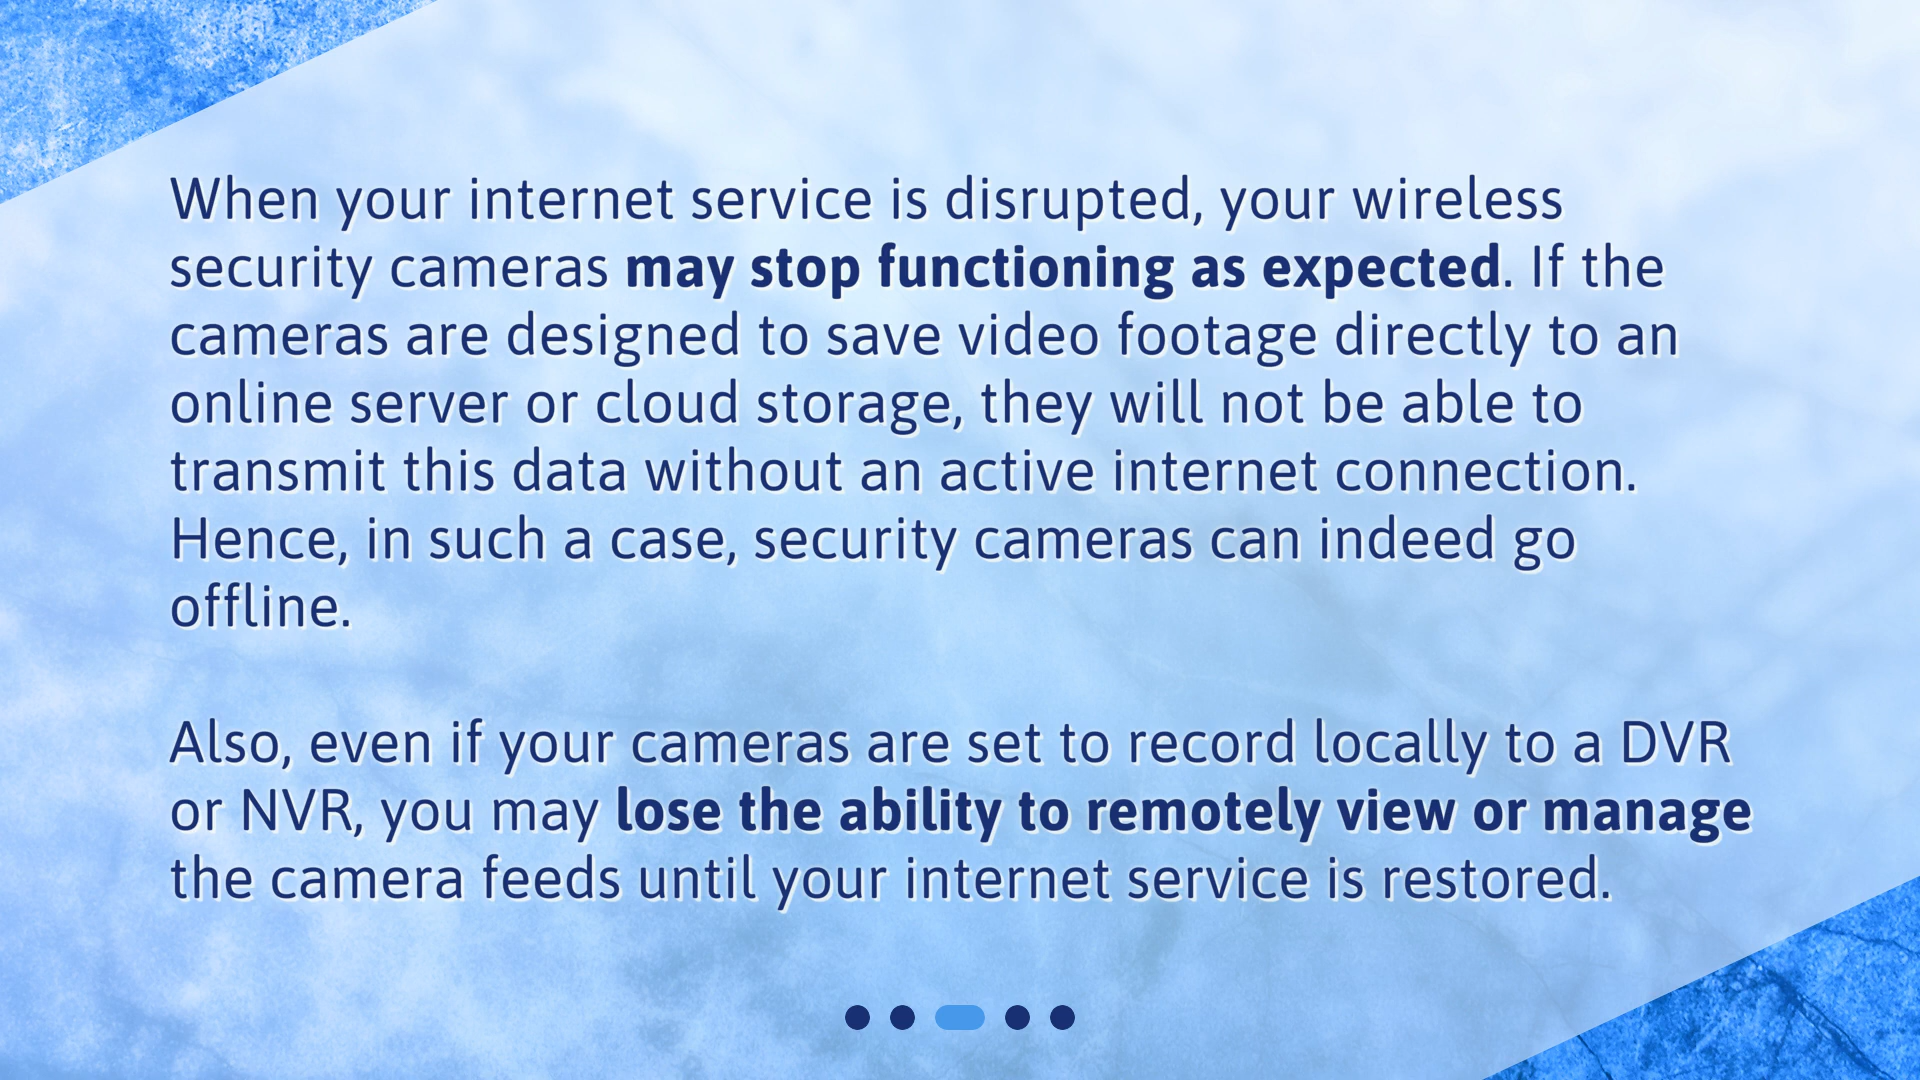 When your internet service is disrupted, your wireless
security cameras may stop functioning as expected. If the
cameras are designed to save video footage directly to an
online server or cloud storage, they will not be able to
transmit this data without an active internet connection.
Hence, in such a case, security cameras can indeed go
offline.
Also, even if your cameras are set to record locally to a DVR
or NVR, you may lose the ability to remotely view or manage
the camera feeds until your internet service is restored.